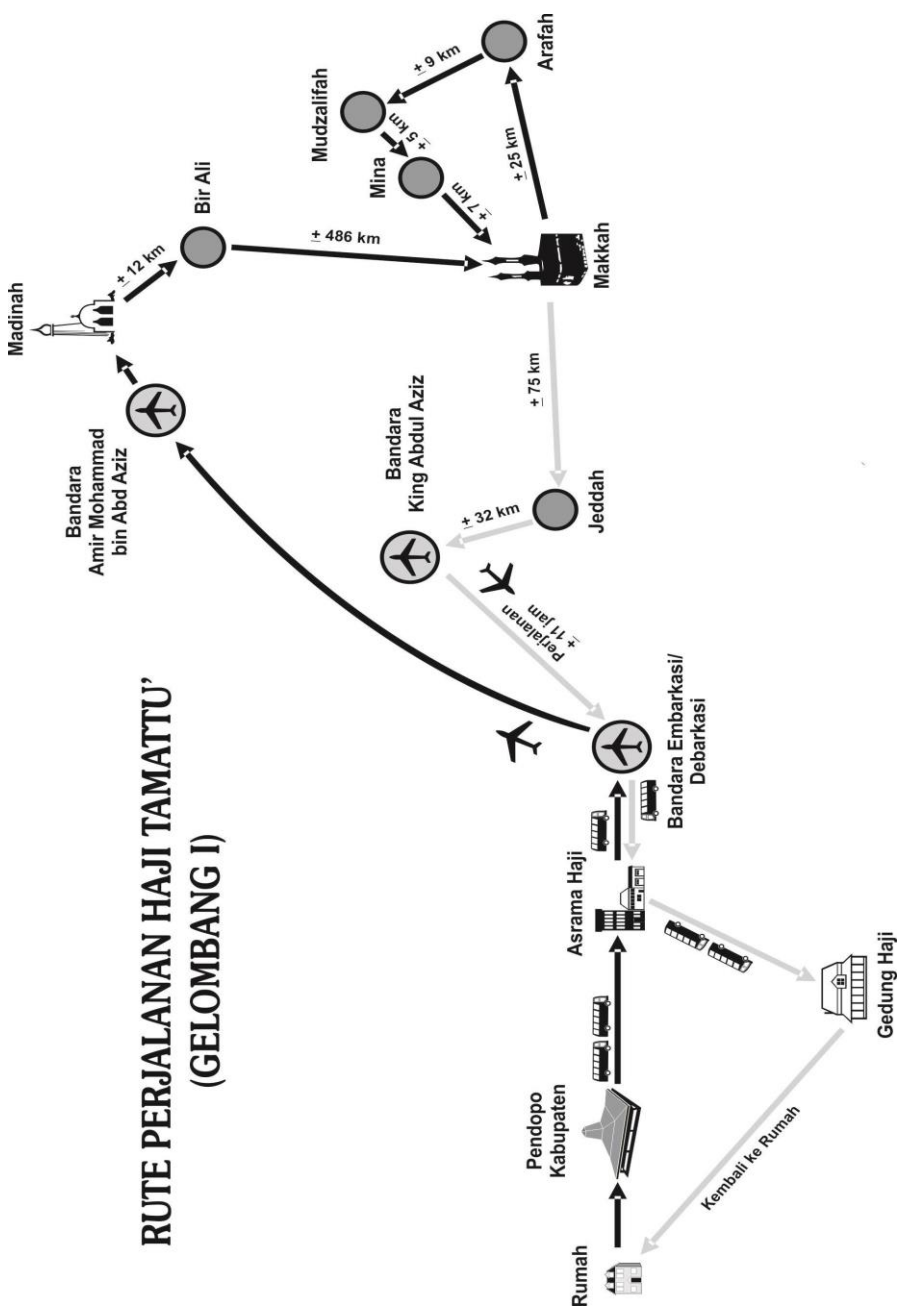 RUTE PERJALANAN HAJI TAMATTU'
(GELOMBANG I)
Rumah
Pendopo
Kabupaten
Asrama Haji
Bandara Embarkasi/
Debarkasi
Gedung Haji
Kembali ke Rumah
Bandara
Amir Mohammad
bin Abd Aziz
Madinah
± 12 km
Bir Ali
± 486 km
Makkah
± 25 km
Arafah
± 9 km
Mudzalifah
± 5 km
Mina
± 7 km
± 75 km
Jeddah
± 32 km
Bandara
King Abdul Aziz
Perjalanan
± 11 jam